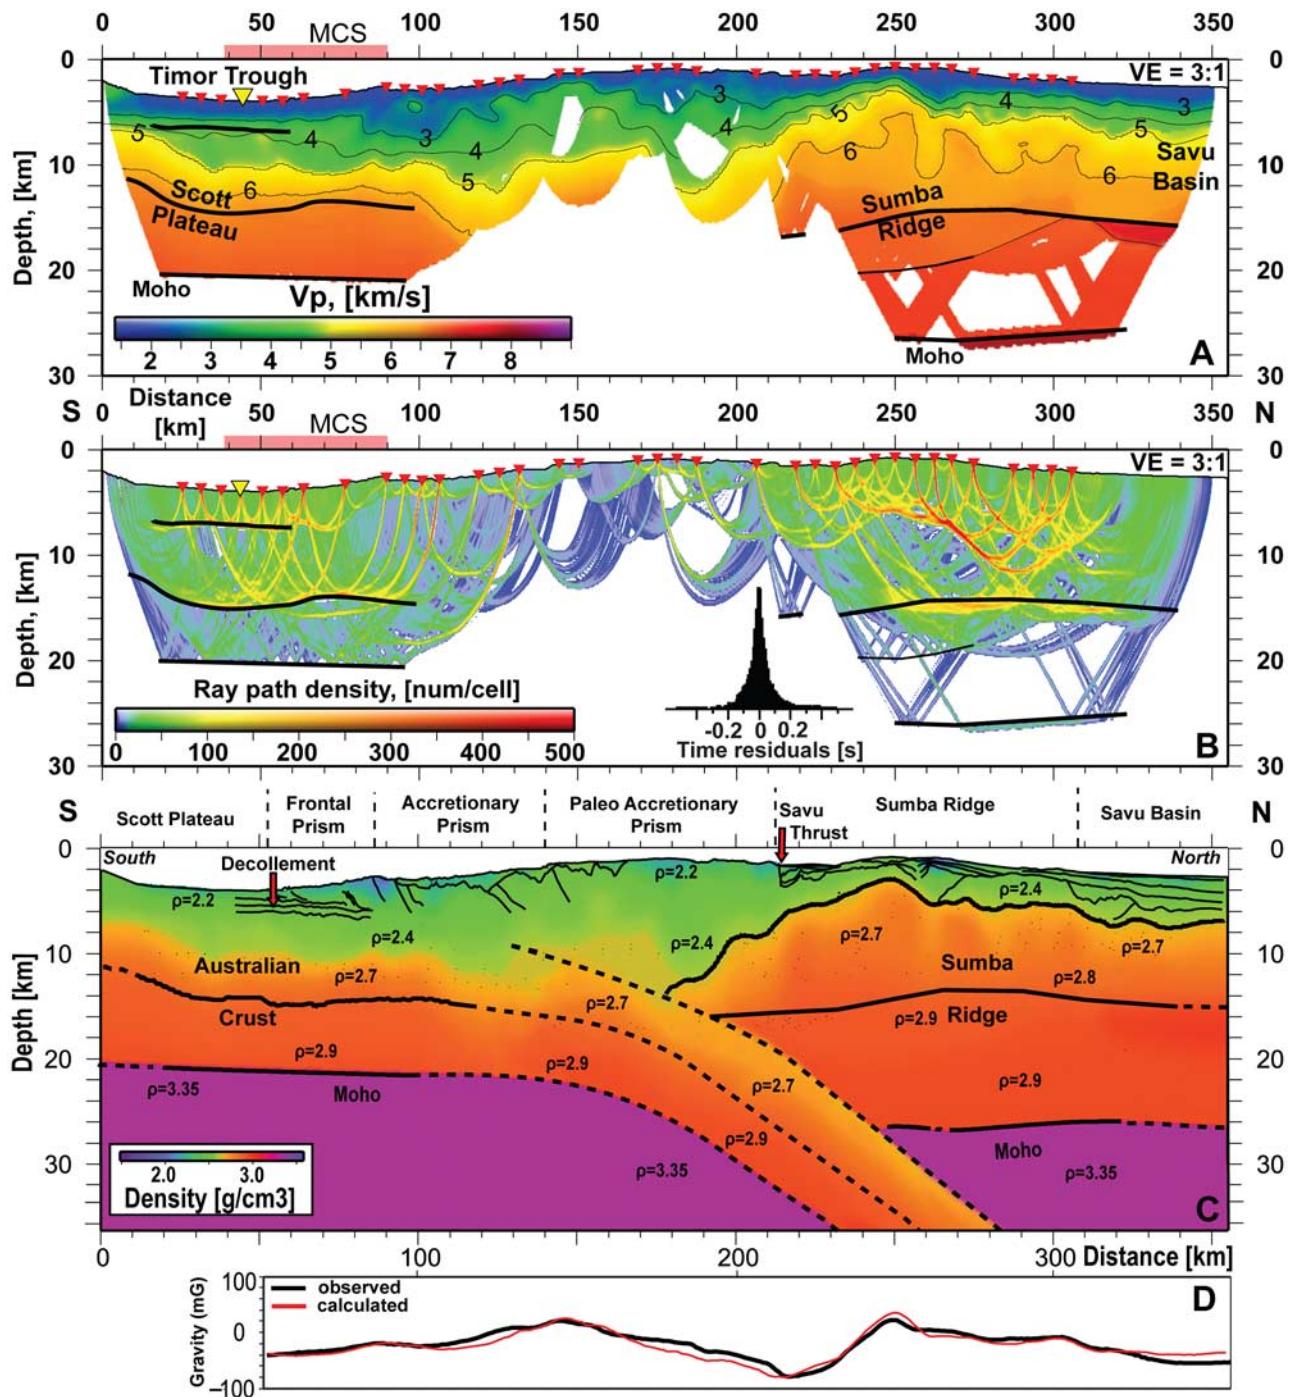 0 50 100 150 200 250 300 350
MCS
0 Timor Trough VE = 3:1 0
3 3 4 3
5 4 3 4 5 5
10 4 6 Savu 10
5 6 Basin
6 Scott Sumba
Plateau Ridge
20 20
Moho
Vp, [km/s]
2 3 4 5 6 7 8
Moho A
30 30
Depth, [km]
S Distance [km] N
0 50 100 150 200 250 300 350
MCS
0 VE = 3:1 0
10 10
20 20
Ray path density, [num/cell]
0 100 200 300 400 500
-0.2 0 0.2
Time residuals [s]
B
30 30
Depth, [km]
S N
Scott Plateau
Frontal Prism
Accretionary Prism
Paleo Accretionary Prism
Savu Thrust
Sumba Ridge
Savu Basin
0 South North 0
Decollement
ρ=2.2 ρ=2.2 ρ=2.4
ρ=2.4 ρ=2.4 ρ=2.7 ρ=2.7
10 10
Australian ρ=2.7 Sumba ρ=2.8
Crust ρ=2.7 ρ=2.9 Ridge
ρ=2.9 ρ=2.9 ρ=2.9
20 20
ρ=3.35 Moho ρ=2.7
ρ=2.9 Moho
30 ρ=3.35 ρ=3.35 30
2.0 3.0
Density [g/cm3]
C
Depth [km]
0 100 200 300 Distance [km]
100 observed D
calculated
0
−100
Gravity (mG)